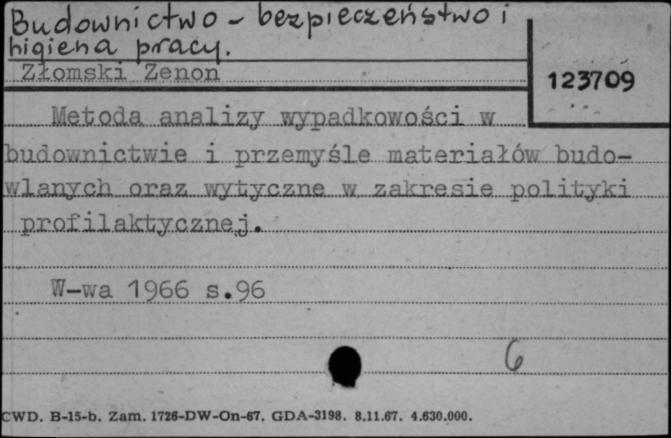 Budownictwo - bezpieczeństwo i
higiena pracy.
Złomski Zenon
123709
Metoda analizy wypadkowości w
budownictwie i przemyśle materiałów budo-
wlanych oraz wytyczne w zakresie polityki
profilaktycznej.
W-wa 1966 s.96
6
CWD. B-15-b. Zam. 1726-DW-On-67. GDA-3198. 8.11.67. 4.630.000.